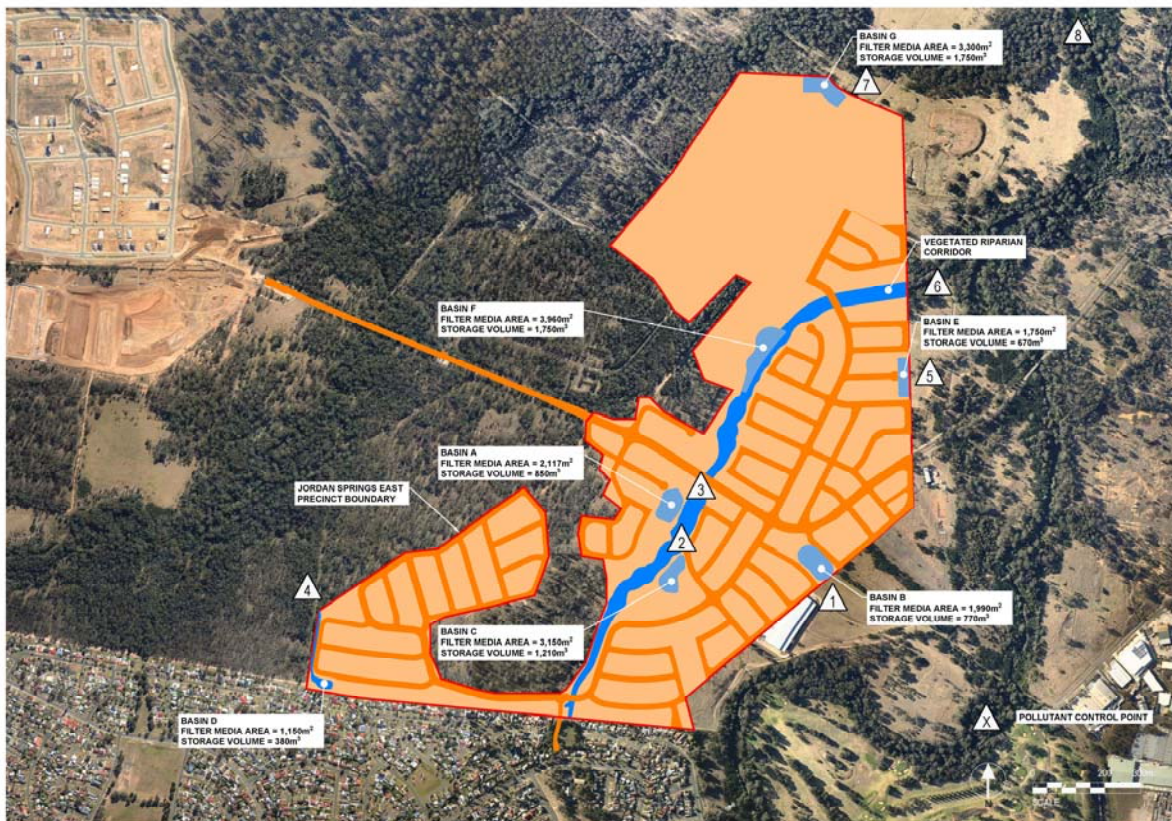 BASIN G
FILTER MEDIA AREA = 3,300m²
STORAGE VOLUME = 1,750m³
8
7
VEGETATED RIPARIAN
CORRIDOR
6
BASIN F
FILTER MEDIA AREA = 3,960m²
STORAGE VOLUME = 1,750m³
BASIN E
FILTER MEDIA AREA = 1,750m²
STORAGE VOLUME = 670m³
5
BASIN A
FILTER MEDIA AREA = 2,117m²
STORAGE VOLUME = 850m³
JORDAN SPRINGS EAST
PRECINCT BOUNDARY
3
2
4
1
BASIN B
FILTER MEDIA AREA = 1,990m²
STORAGE VOLUME = 770m³
BASIN C
FILTER MEDIA AREA = 3,150m²
STORAGE VOLUME = 1,210m³
BASIN D
FILTER MEDIA AREA = 1,150m²
STORAGE VOLUME = 380m³
X
POLLUTANT CONTROL POINT
N
0
200
300m
SCALE